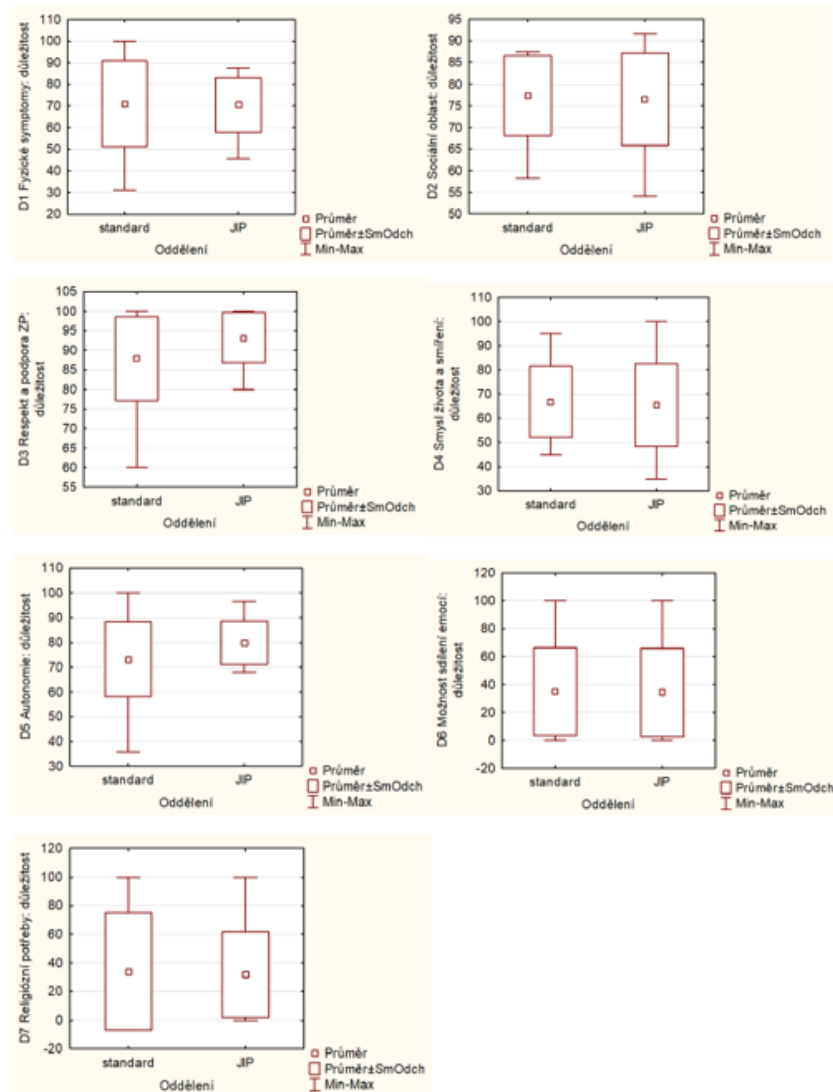 D1 Fyzické symptomy: důležitost
110
100
90
80
70
60
50
40
30
20
standard
JIP
Oddělení
Průměr
Průměr±SmOdch
Min-Max
D2 Sociální oblast: důležitost
95
90
85
80
75
70
65
60
55
50
standard
JIP
Oddělení
Průměr
Průměr±SmOdch
Min-Max
D3 Respekt a podpora ZP:
důležitost
105
100
95
90
85
80
75
70
65
60
55
standard
JIP
Oddělení
Průměr
Průměr±SmOdch
Min-Max
D4 Smysl života a smíření:
důležitost
110
100
90
80
70
60
50
40
30
standard
JIP
Oddělení
Průměr
Průměr±SmOdch
Min-Max
D5 Autonomie: důležitost
100
90
80
70
60
50
40
30
110
standard
JIP
Oddělení
Průměr
Průměr±SmOdch
Min-Max
D6 Možnost sdílení emocí:
důležitost
120
100
80
60
40
20
0
-20
standard
JIP
Oddělení
Průměr
Průměr±SmOdch
Min-Max
D7 Religiózní potřeby: důležitost
120
100
80
60
40
20
0
-20
standard
JIP
Oddělení
Průměr
Průměr±SmOdch
Min-Max